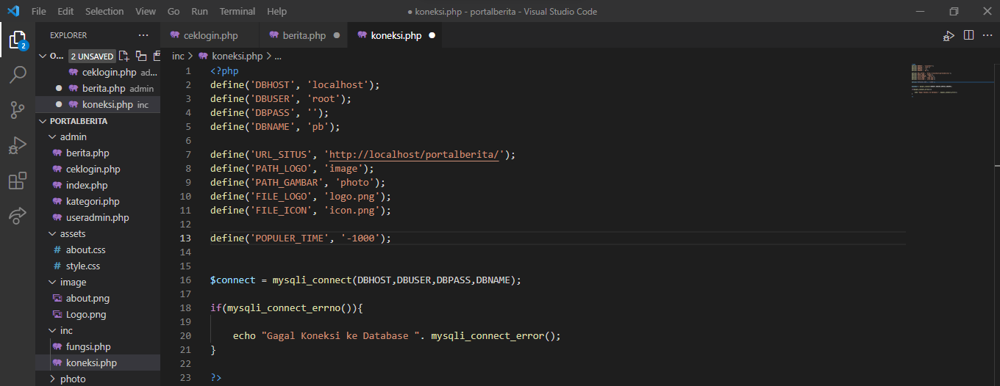 File Edit Selection View Go Run Terminal Help ● koneksi.php - portalberita - Visual Studio Code
EXPLORER ··· ceklogin.php berita.php ● koneksi.php ●
O... 2 UNSAVED
ceklogin.php ad...
● berita.php admin
● koneksi.php inc
2
PORTALBERITA
admin
berita.php
ceklogin.php
index.php
kategori.php
useradmin.php
assets
# about.css
# style.css
image
about.png
Logo.png
inc
fungsi.php
koneksi.php
photo
inc > koneksi.php > ...
1 <?php
2 define('DBHOST', 'localhost');
3 define('DBUSER', 'root');
4 define('DBPASS', '');
5 define('DBNAME', 'pb');
6
7 define('URL_SITUS', 'http://localhost/portalberita/');
8 define('PATH_LOGO', 'image');
9 define('PATH_GAMBAR', 'photo');
10 define('FILE_LOGO', 'logo.png');
11 define('FILE_ICON', 'icon.png');
12
13 define('POPULER_TIME', '-1000');
14
15
16 $connect = mysqli_connect(DBHOST,DBUSER,DBPASS,DBNAME);
17
18 if(mysqli_connect_errno()){
19
20 echo "Gagal Koneksi ke Database ". mysqli_connect_error();
21 }
22
23 ?>